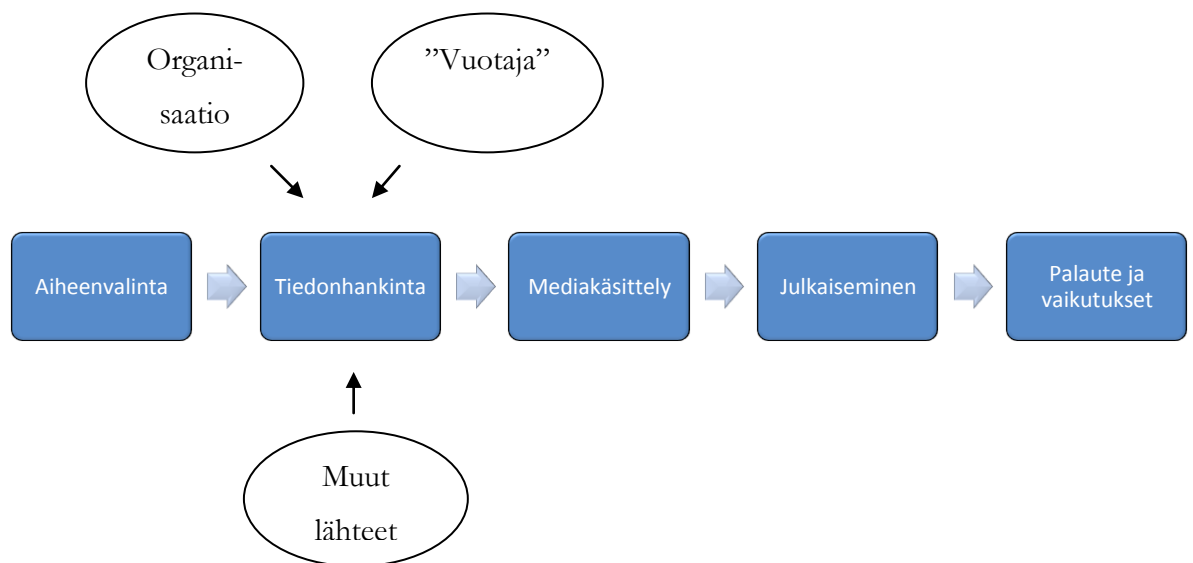 Organi-
saatio
”Vuotaja”
Aiheenvalinta
Tiedonhankinta
Mediakäsittely
Julkaiseminen
Palaute ja
vaikutukset
Muut
lähteet